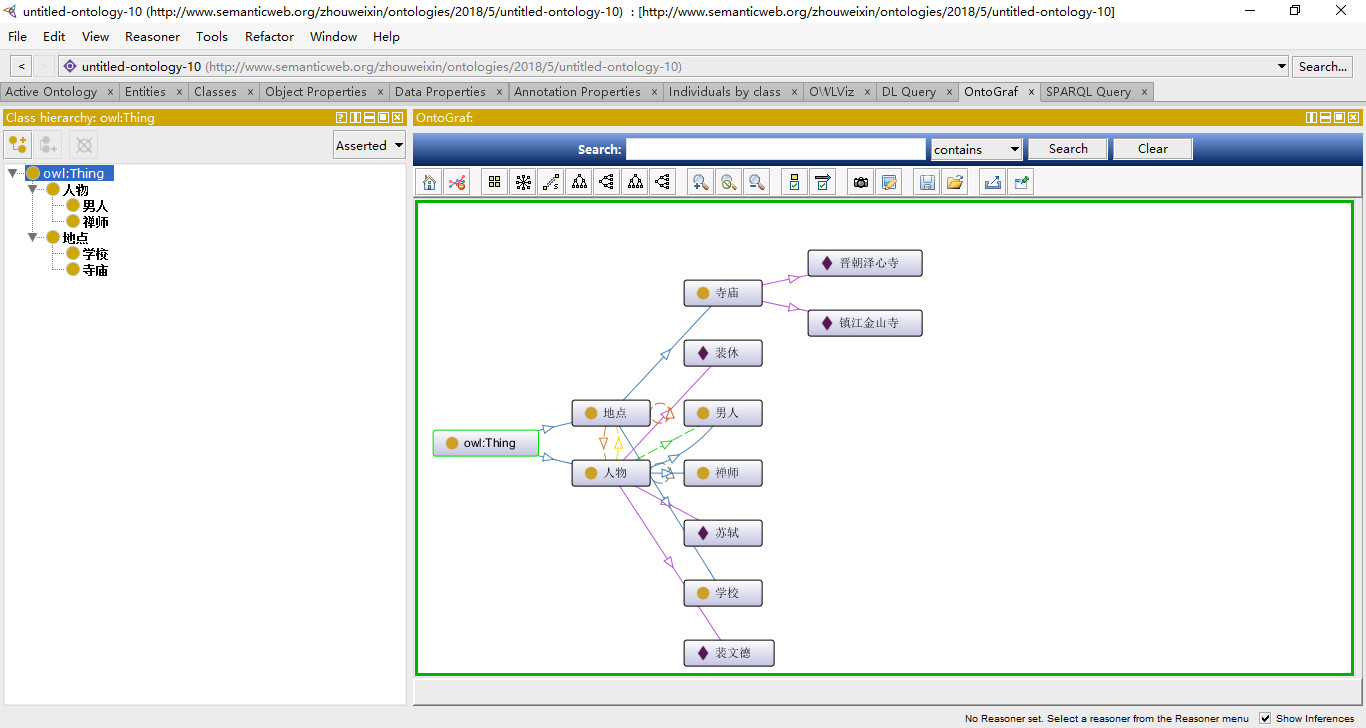 untitled-ontology-10 (http://www.semanticweb.org/zhouweixin/ontologies/2018/5/untitled-ontology-10) : [http://www.semanticweb.org/zhouweixin/ontologies/2018/5/untitled-ontology-10]
File Edit View Reasoner Tools Refactor Window Help
< > untitled-ontology-10 (http://www.semanticweb.org/zhouweixin/ontologies/2018/5/untitled-ontology-10) Search...
Active Ontology × Entities × Classes × Object Properties × Data Properties × Annotation Properties × Individuals by class × OWLViz × DL Query × OntoGraf × SPARQL Query ×
Class hierarchy: owl:Thing
OntoGraf:
Search: contains Search Clear
Asserted
owl:Thing
人物
男人
禅师
地点
学校
寺庙
晋朝泽心寺
寺庙
镇江金山寺
裴休
地点
男人
owl:Thing
人物
禅师
苏轼
学校
裴文德
No Reasoner set. Select a reasoner from the Reasoner menu Show Inferences